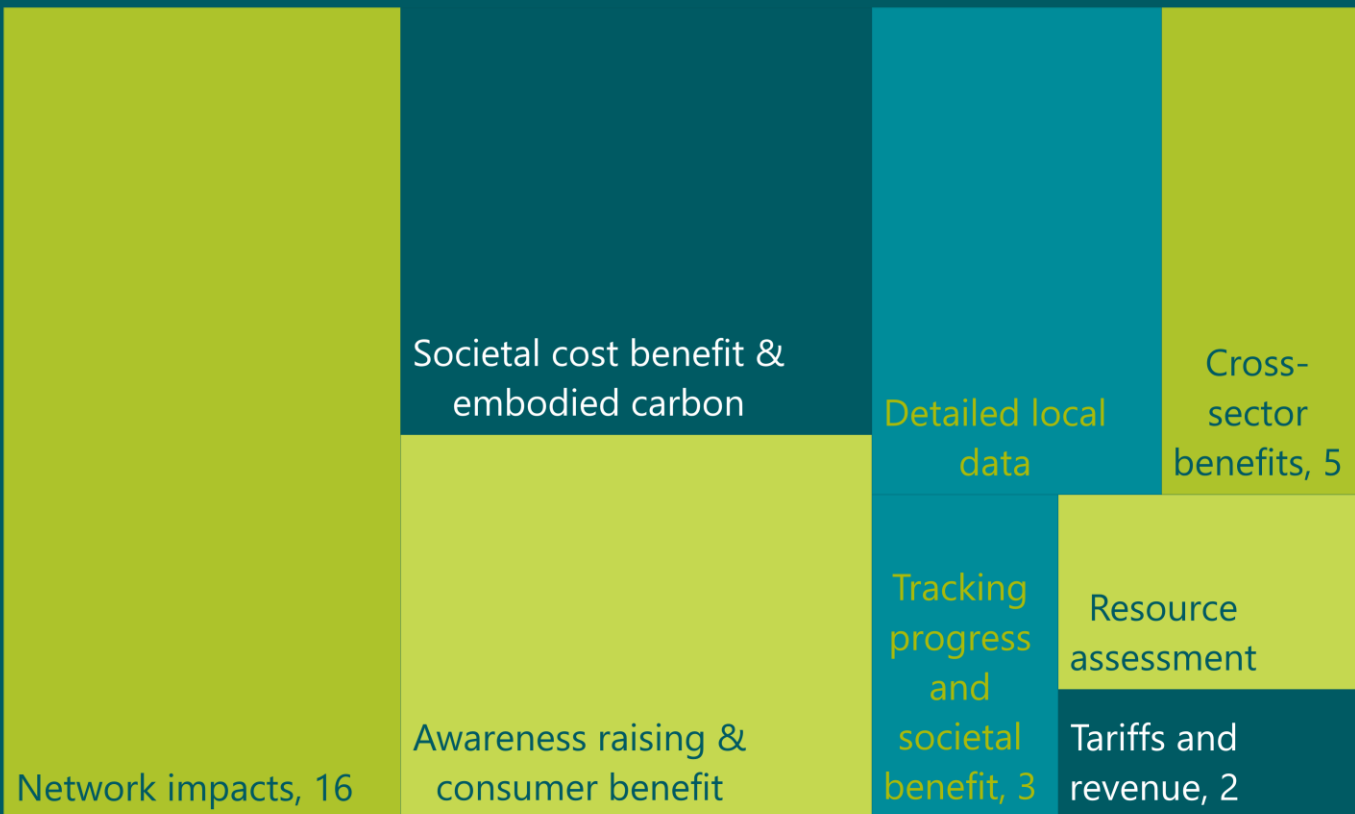 Network impacts, 16
Societal cost benefit &
embodied carbon
Awareness raising &
consumer benefit
Detailed local
data
Cross-
sector
benefits, 5
Tracking
progress
and
societal
benefit, 3
Resource
assessment
Tariffs and
revenue, 2